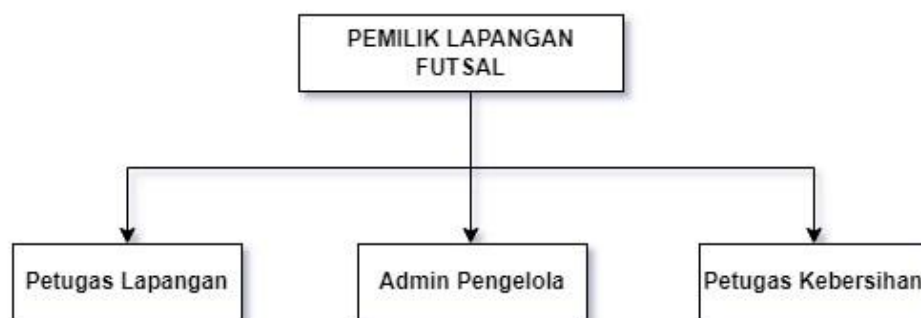 PEMILIK LAPANGAN
FUTSAL
Petugas Lapangan
Admin Pengelola
Petugas Kebersihan